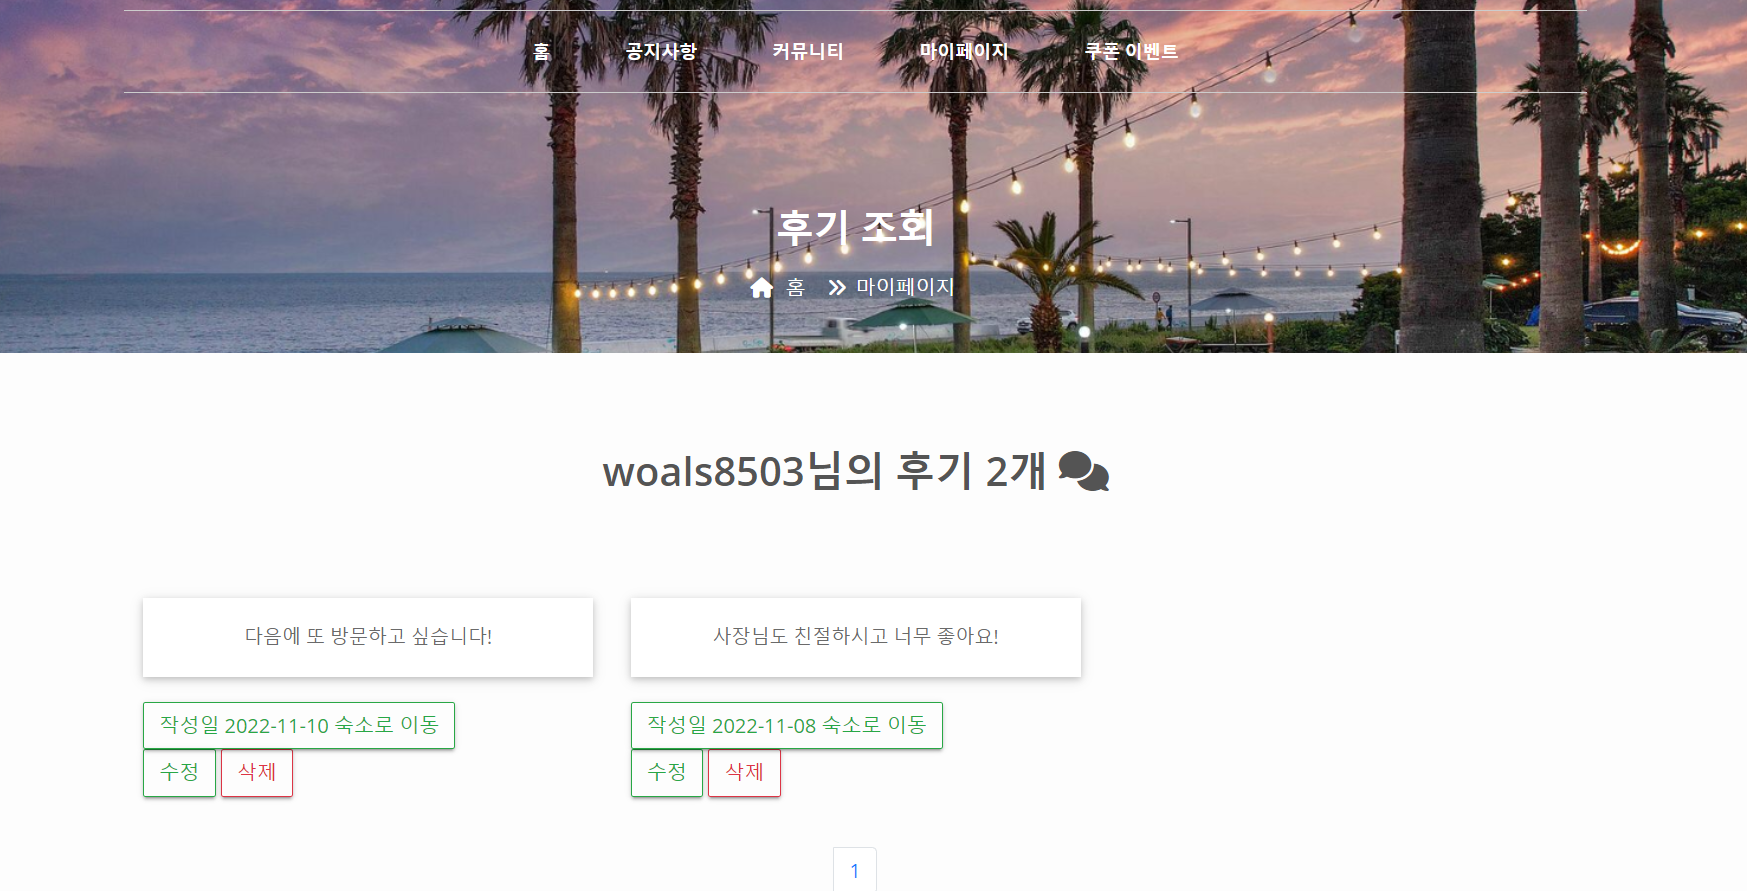 홈 공지사항 커뮤니티 마이페이지 쿠폰 이벤트
후기 조회
홈 마이페이지
woals8503님의 후기 2개
다음에 또 방문하고 싶습니다!
작성일 2022-11-10 숙소로 이동
수정 삭제
사장님도 친절하시고 너무 좋아요!
작성일 2022-11-08 숙소로 이동
수정 삭제
1